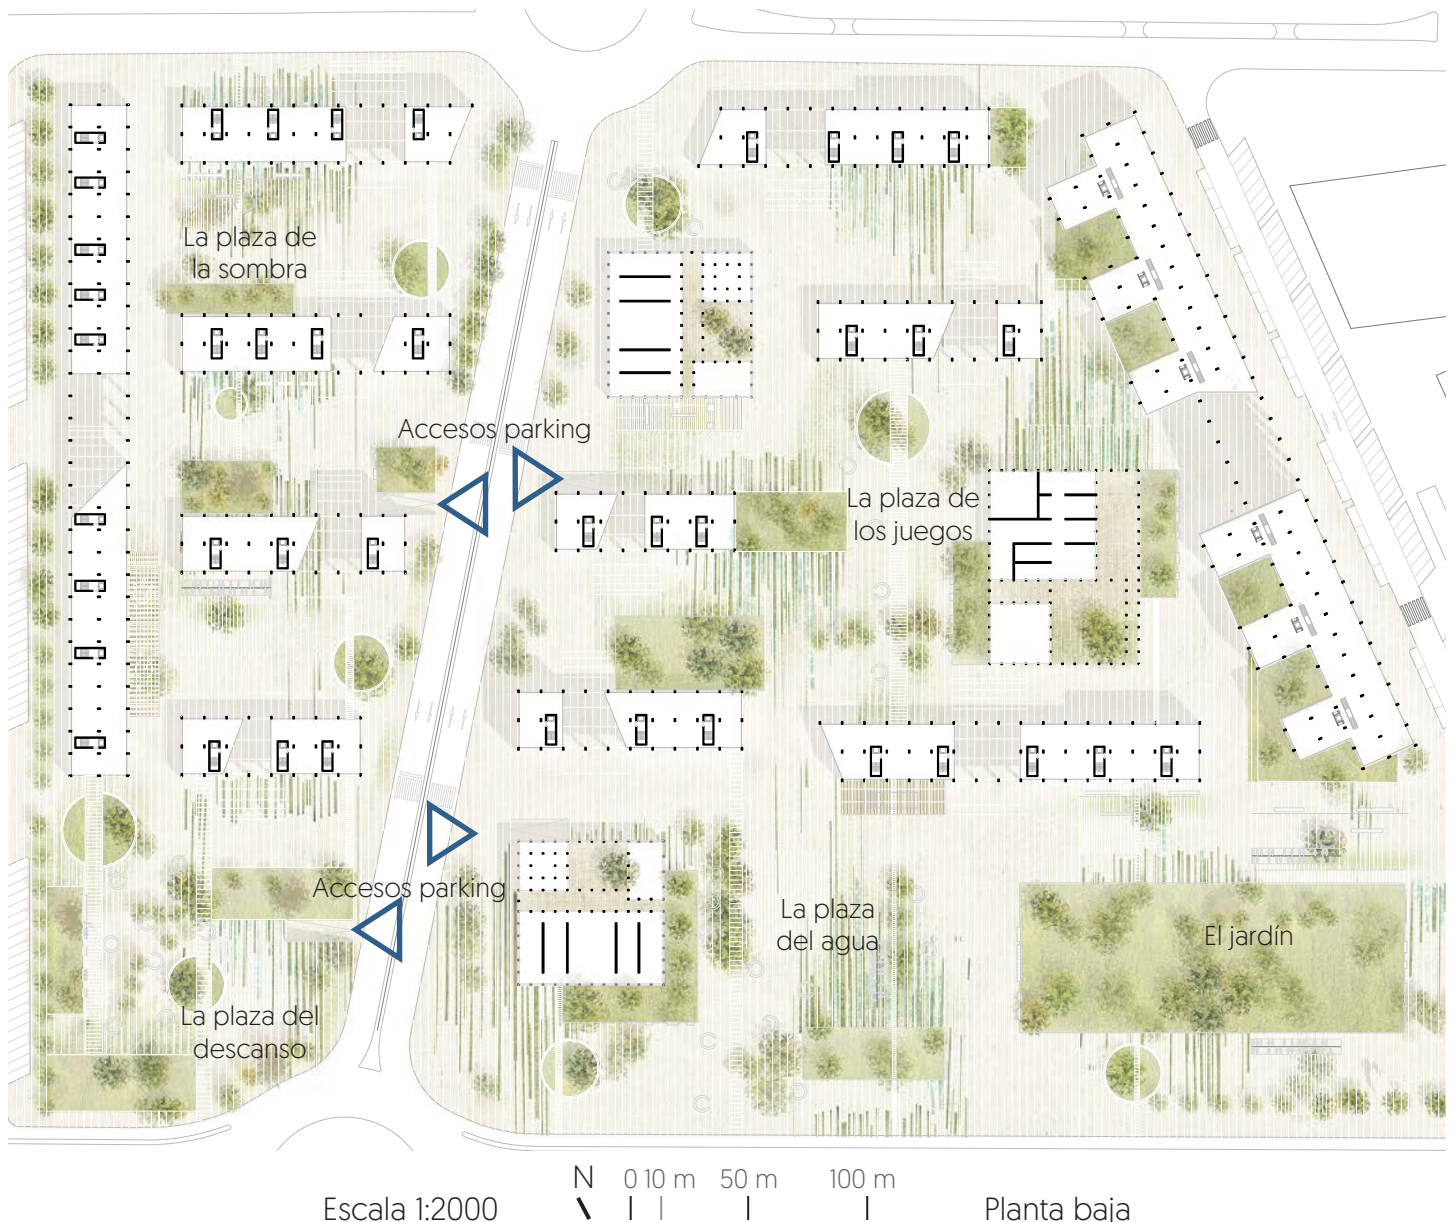 La plaza de
la sombra
Accesos parking
La plaza de
los juegos
Accesos parking
La plaza
del agua
El jardín
La plaza del
descanso
N
0 10 m 50 m 100 m
Escala 1:2000
Planta baja